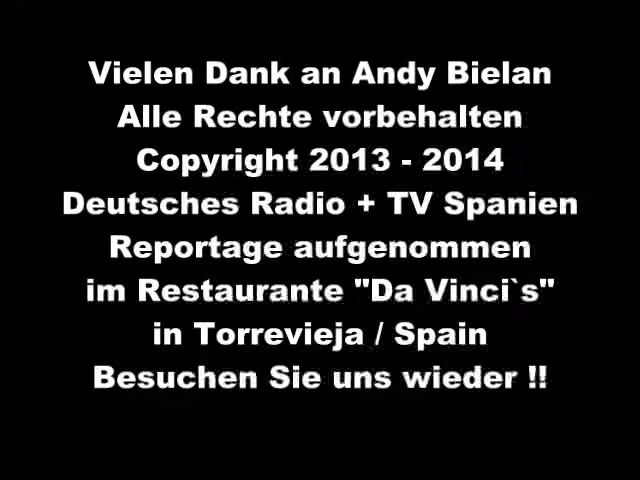 Vielen Dank an Andy Bielan
Alle Rechte vorbehalten
Copyright 2013 - 2014
Deutsches Radio + TV Spanien
Reportage aufgenommen
im Restaurante "Da Vinci`s"
in Torrevieja / Spain
Besuchen Sie uns wieder !!